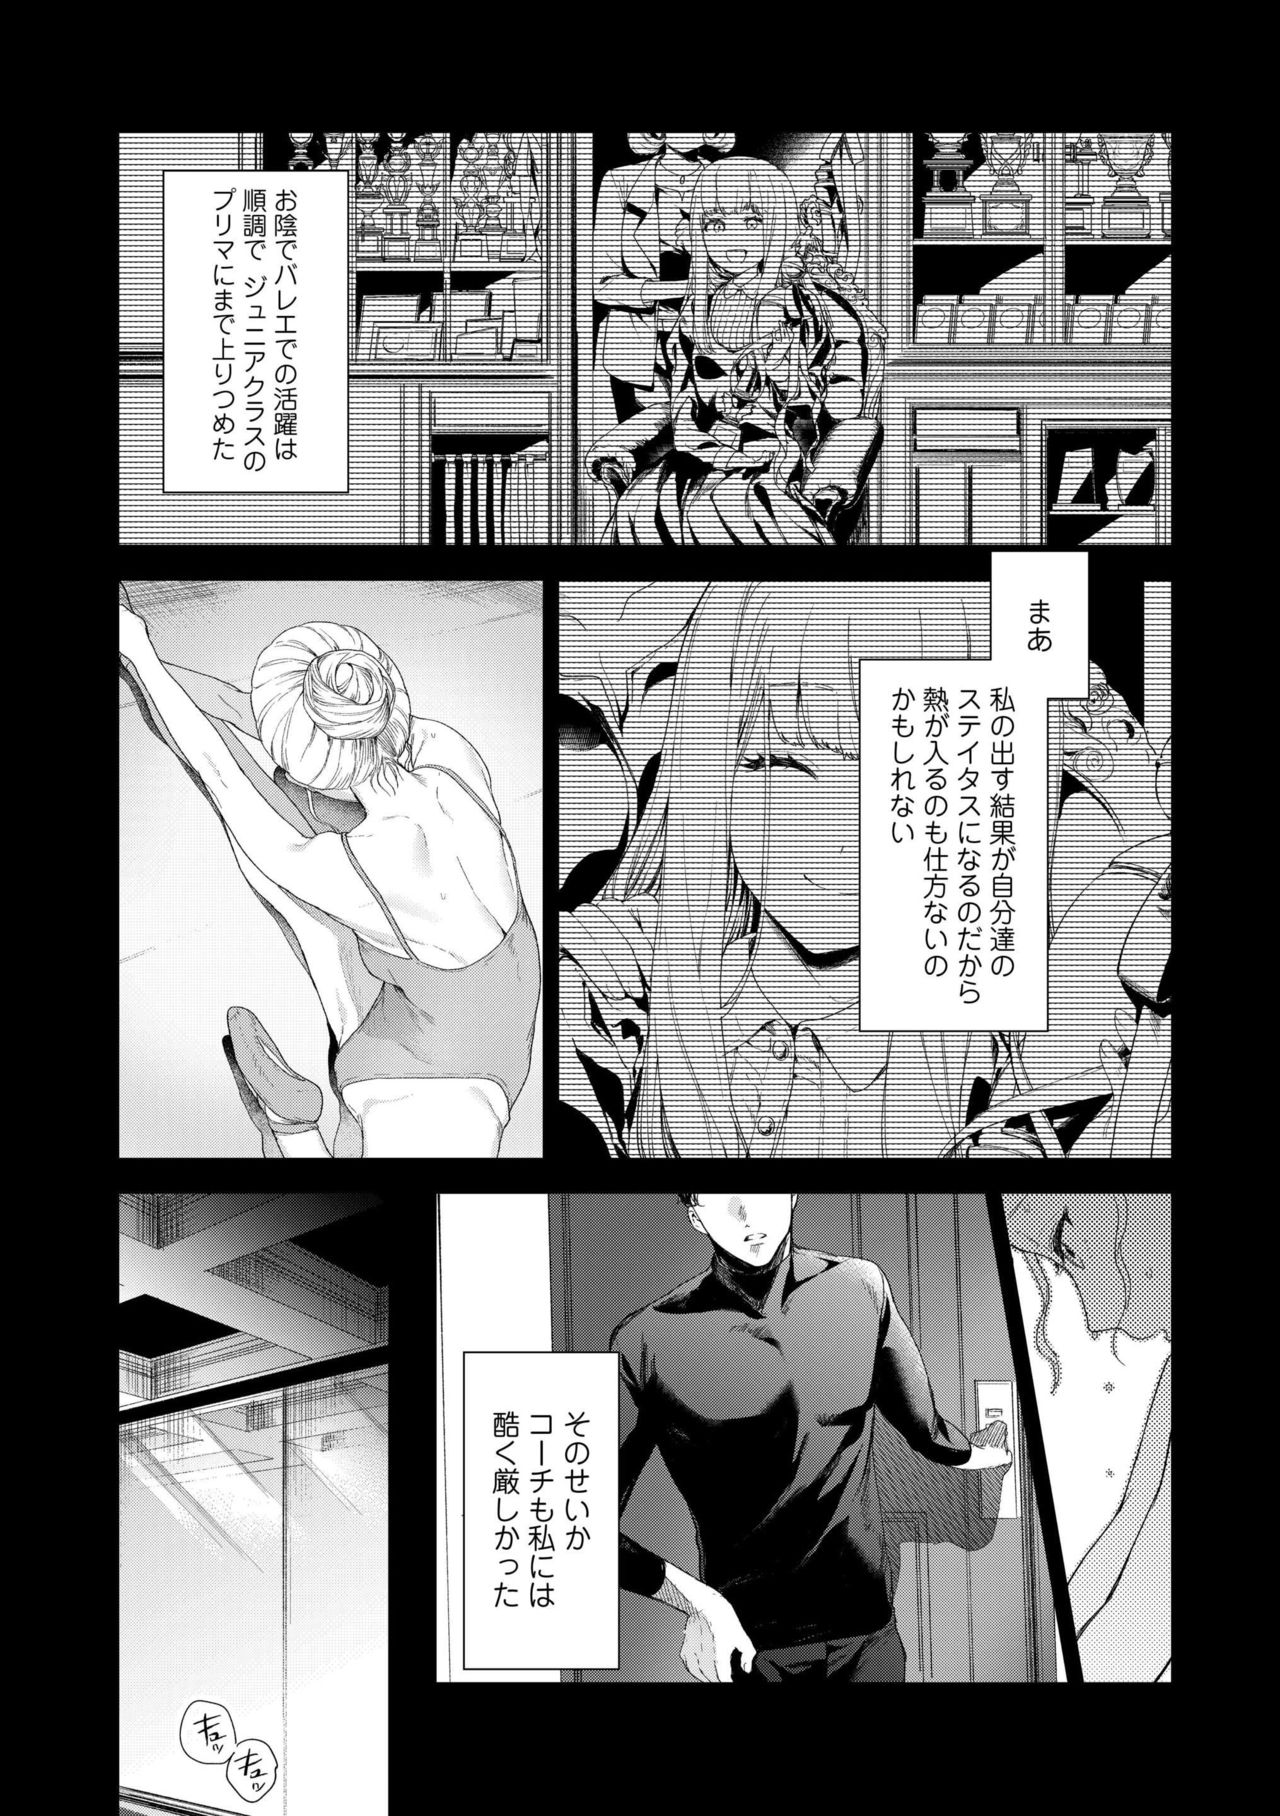 お陰でバレエでの活躍は
順調で ジュニアクラスの
プリマにまで上りつめた
まあ
私の出す結果が自分達の
ステイタスになるのだから
熱が入るのも仕方ないの
かもしれない
そのせいか
コーチも私には
酷く厳しかった
キュッ
キュッ